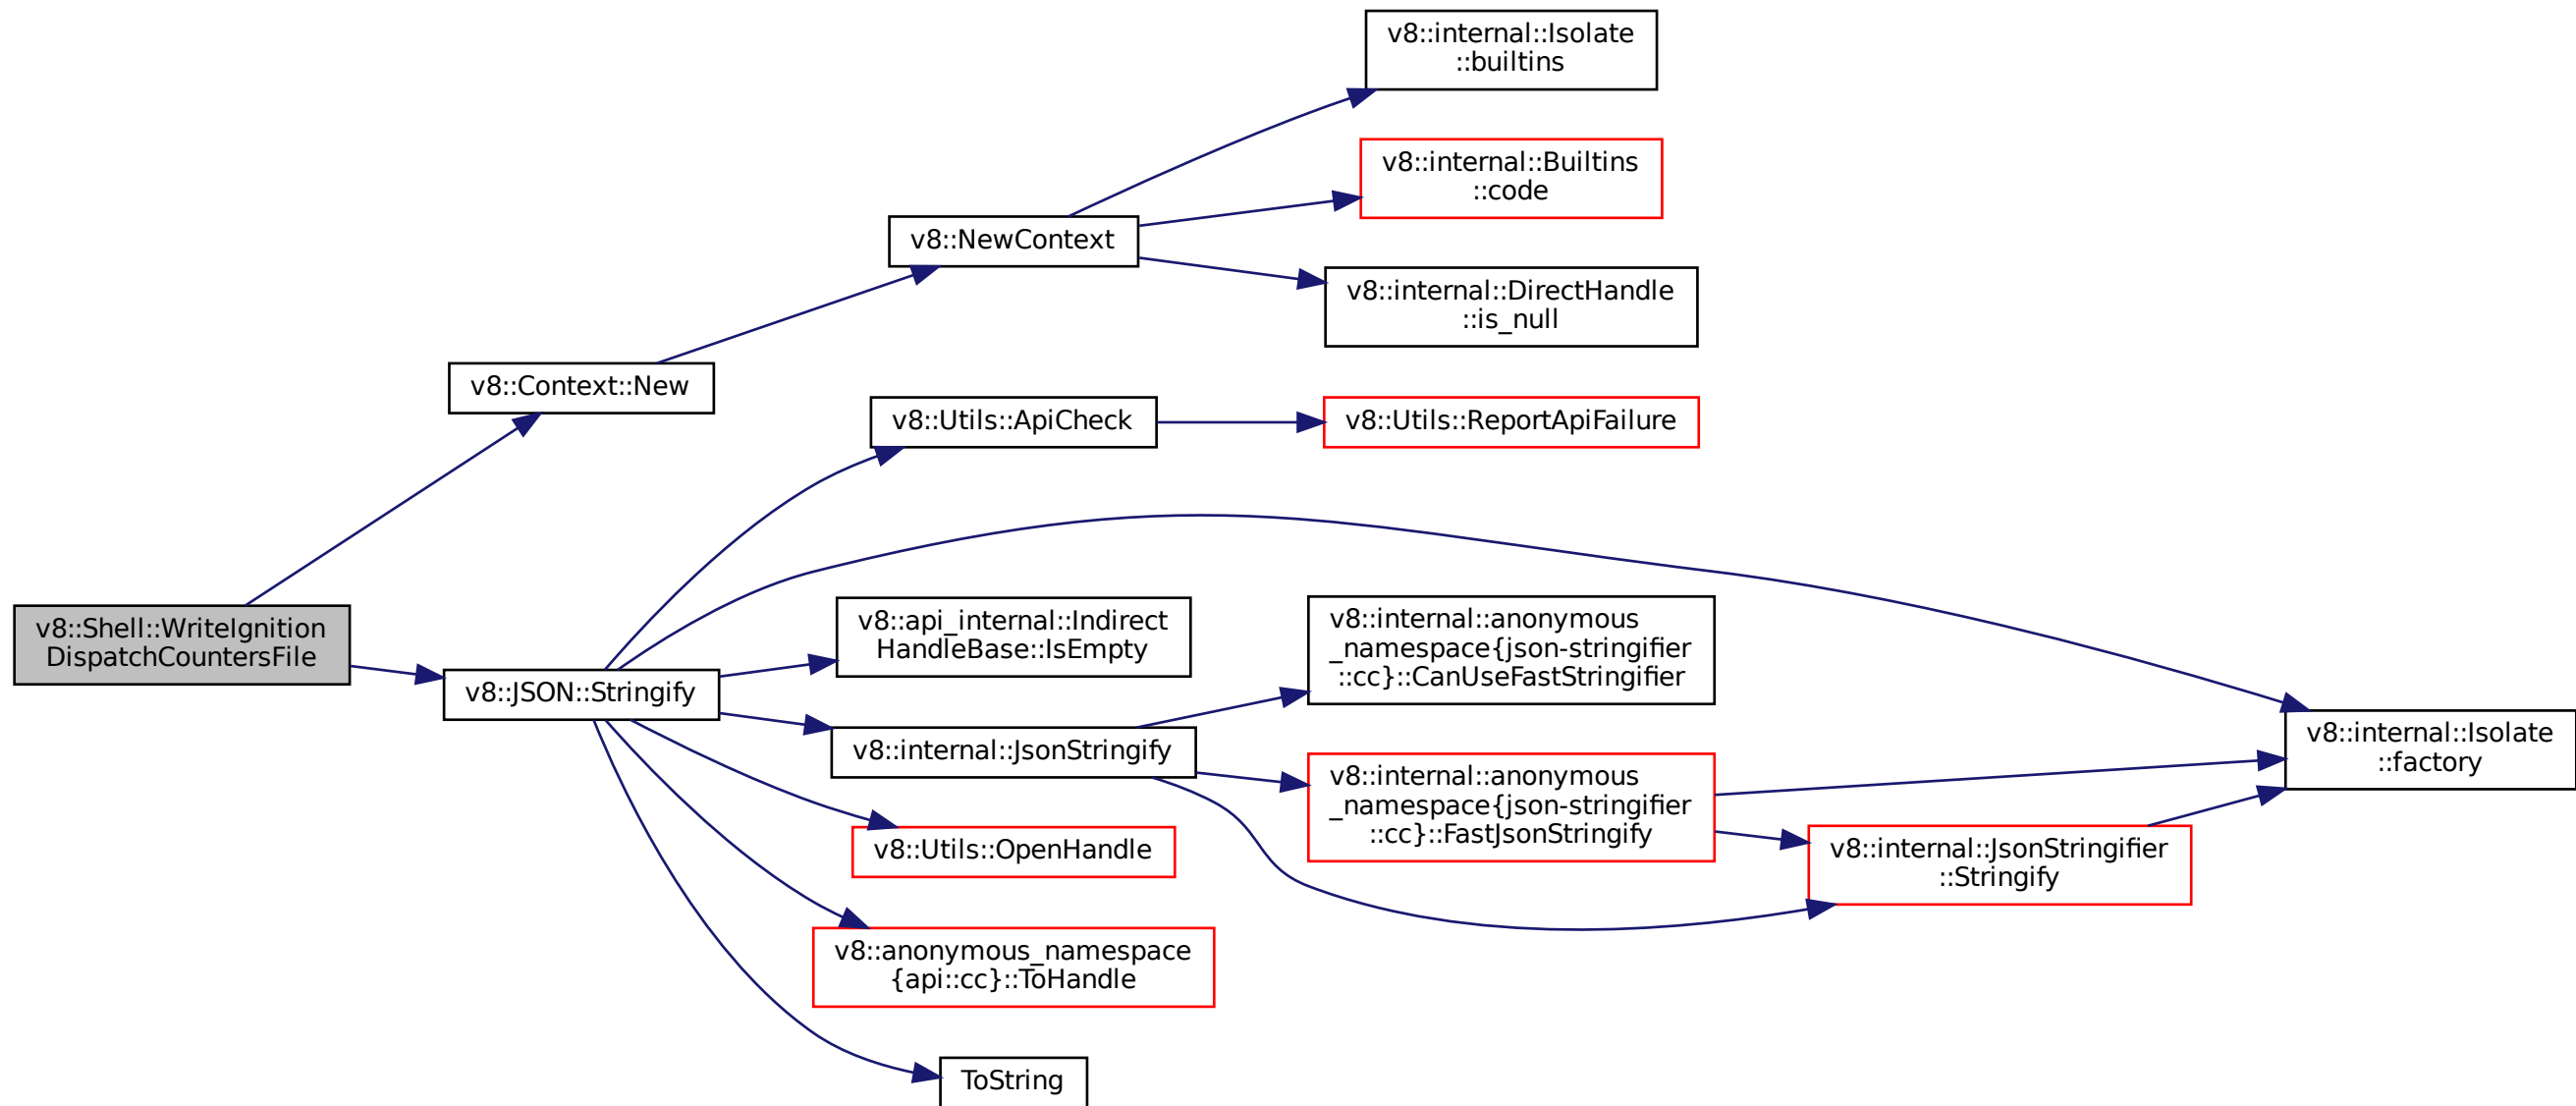 v8::internal::Isolate
::builtins
v8::internal::Builtins
::code
v8::NewContext
v8::internal::DirectHandle
::is_null
v8::Context::New
v8::Utils::ApiCheck
v8::Utils::ReportApiFailure
v8::Shell::WriteIgnition
DispatchCountersFile
v8::api_internal::Indirect
HandleBase::IsEmpty
v8::internal::anonymous
_namespace{json-stringifier
::cc}::CanUseFastStringifier
v8::JSON::Stringify
v8::internal::JsonStringify
v8::internal::Isolate
::factory
v8::internal::anonymous
_namespace{json-stringifier
::cc}::FastJsonStringify
v8::Utils::OpenHandle
v8::internal::JsonStringifier
::Stringify
v8::anonymous_namespace
{api::cc}::ToHandle
ToString